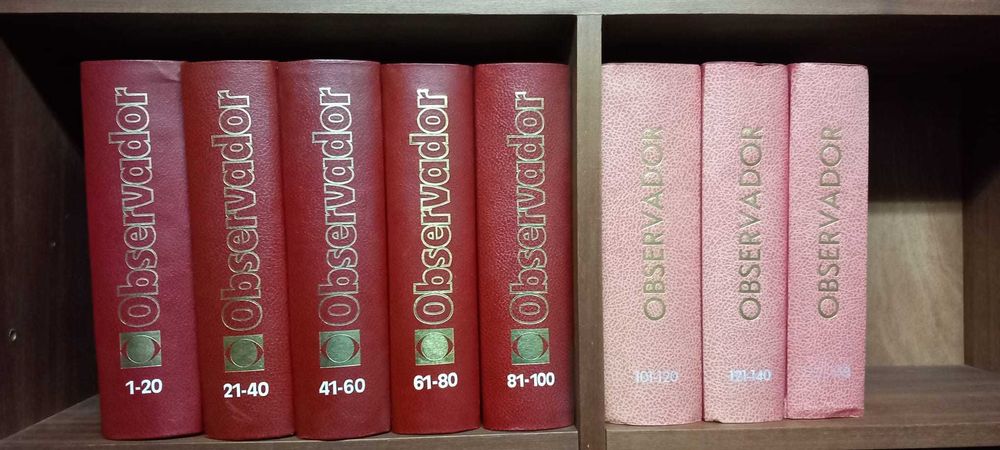 Observador
1-20
Observador
21-40
Observador
41-60
Observador
61-80
Observador
81-100
OBSERVADOR
101-120
OBSERVADOR
121-140
OBSERVADOR